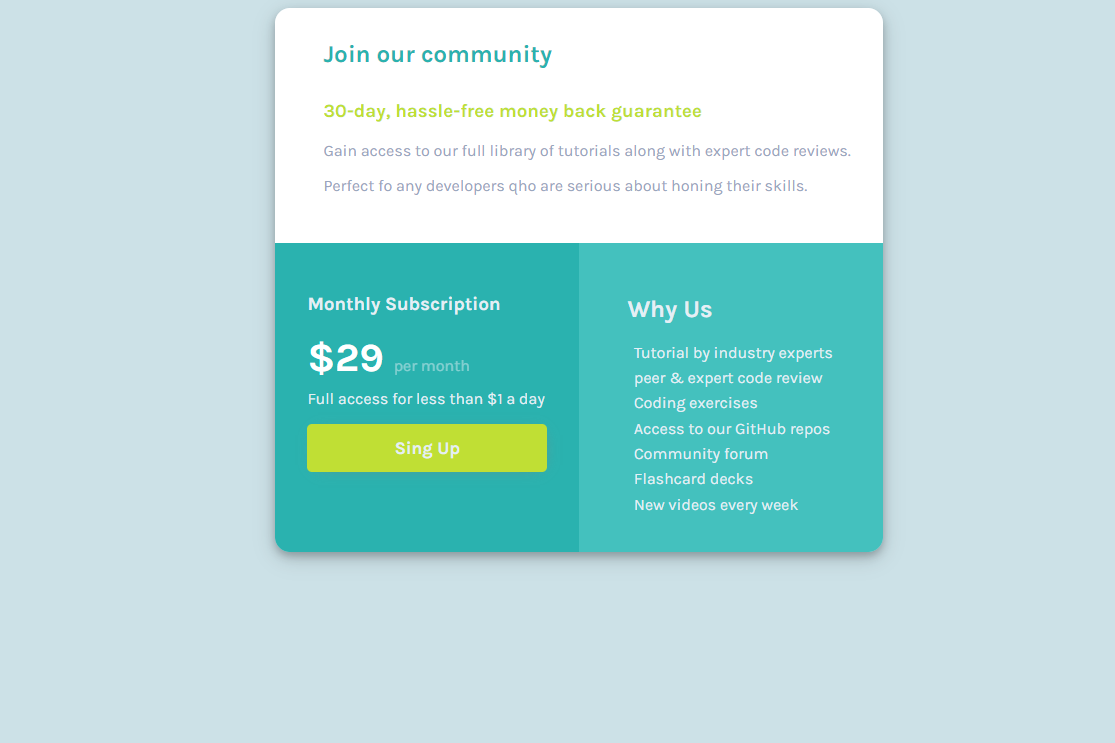 Join our community
30-day, hassle-free money back guarantee
Gain access to our full library of tutorials along with expert code reviews.
Perfect fo any developers qho are serious about honing their skills.
Monthly Subscription
$29 per month
Full access for less than $1 a day
Sing Up
Why Us
Tutorial by industry experts
peer & expert code review
Coding exercises
Access to our GitHub repos
Community forum
Flashcard decks
New videos every week